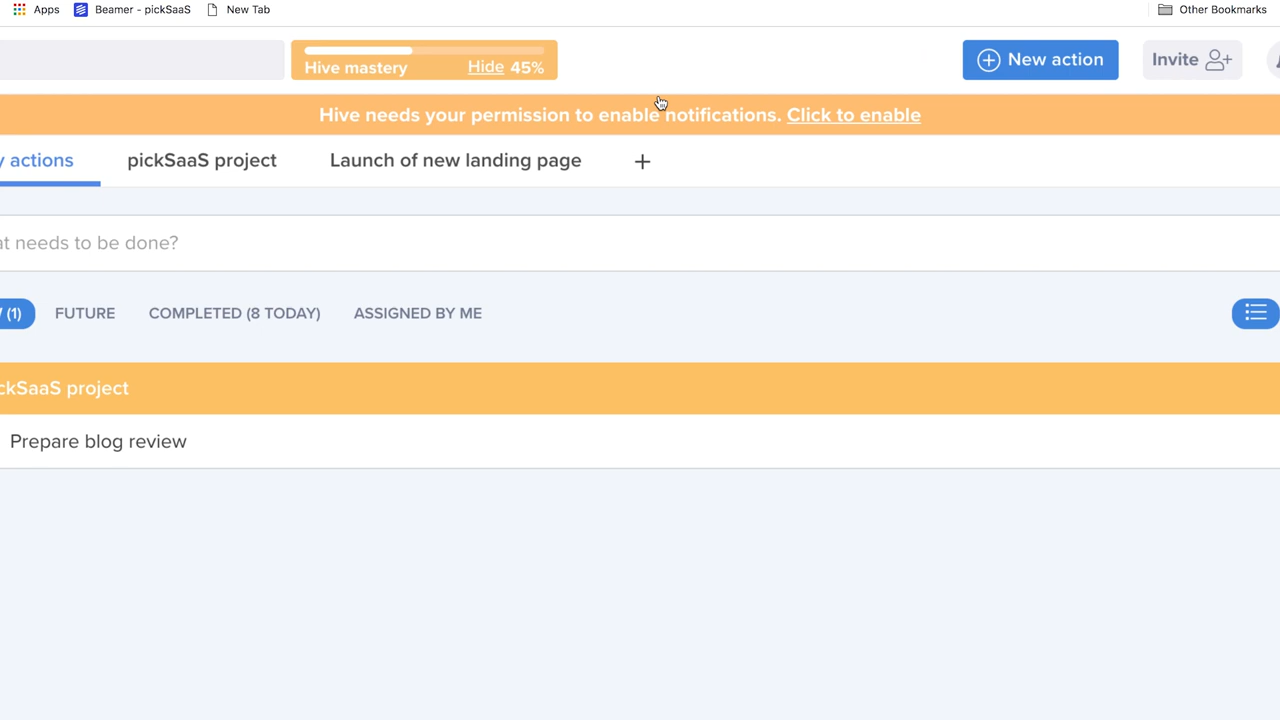 Apps Beamer - pickSaaS New Tab Other Bookmarks
Hive mastery Hide 45% New action Invite
Hive needs your permission to enable notifications. Click to enable
y actions pickSaaS project Launch of new landing page +
at needs to be done?
(1) FUTURE COMPLETED (8 TODAY) ASSIGNED BY ME
ckSaaS project
Prepare blog review